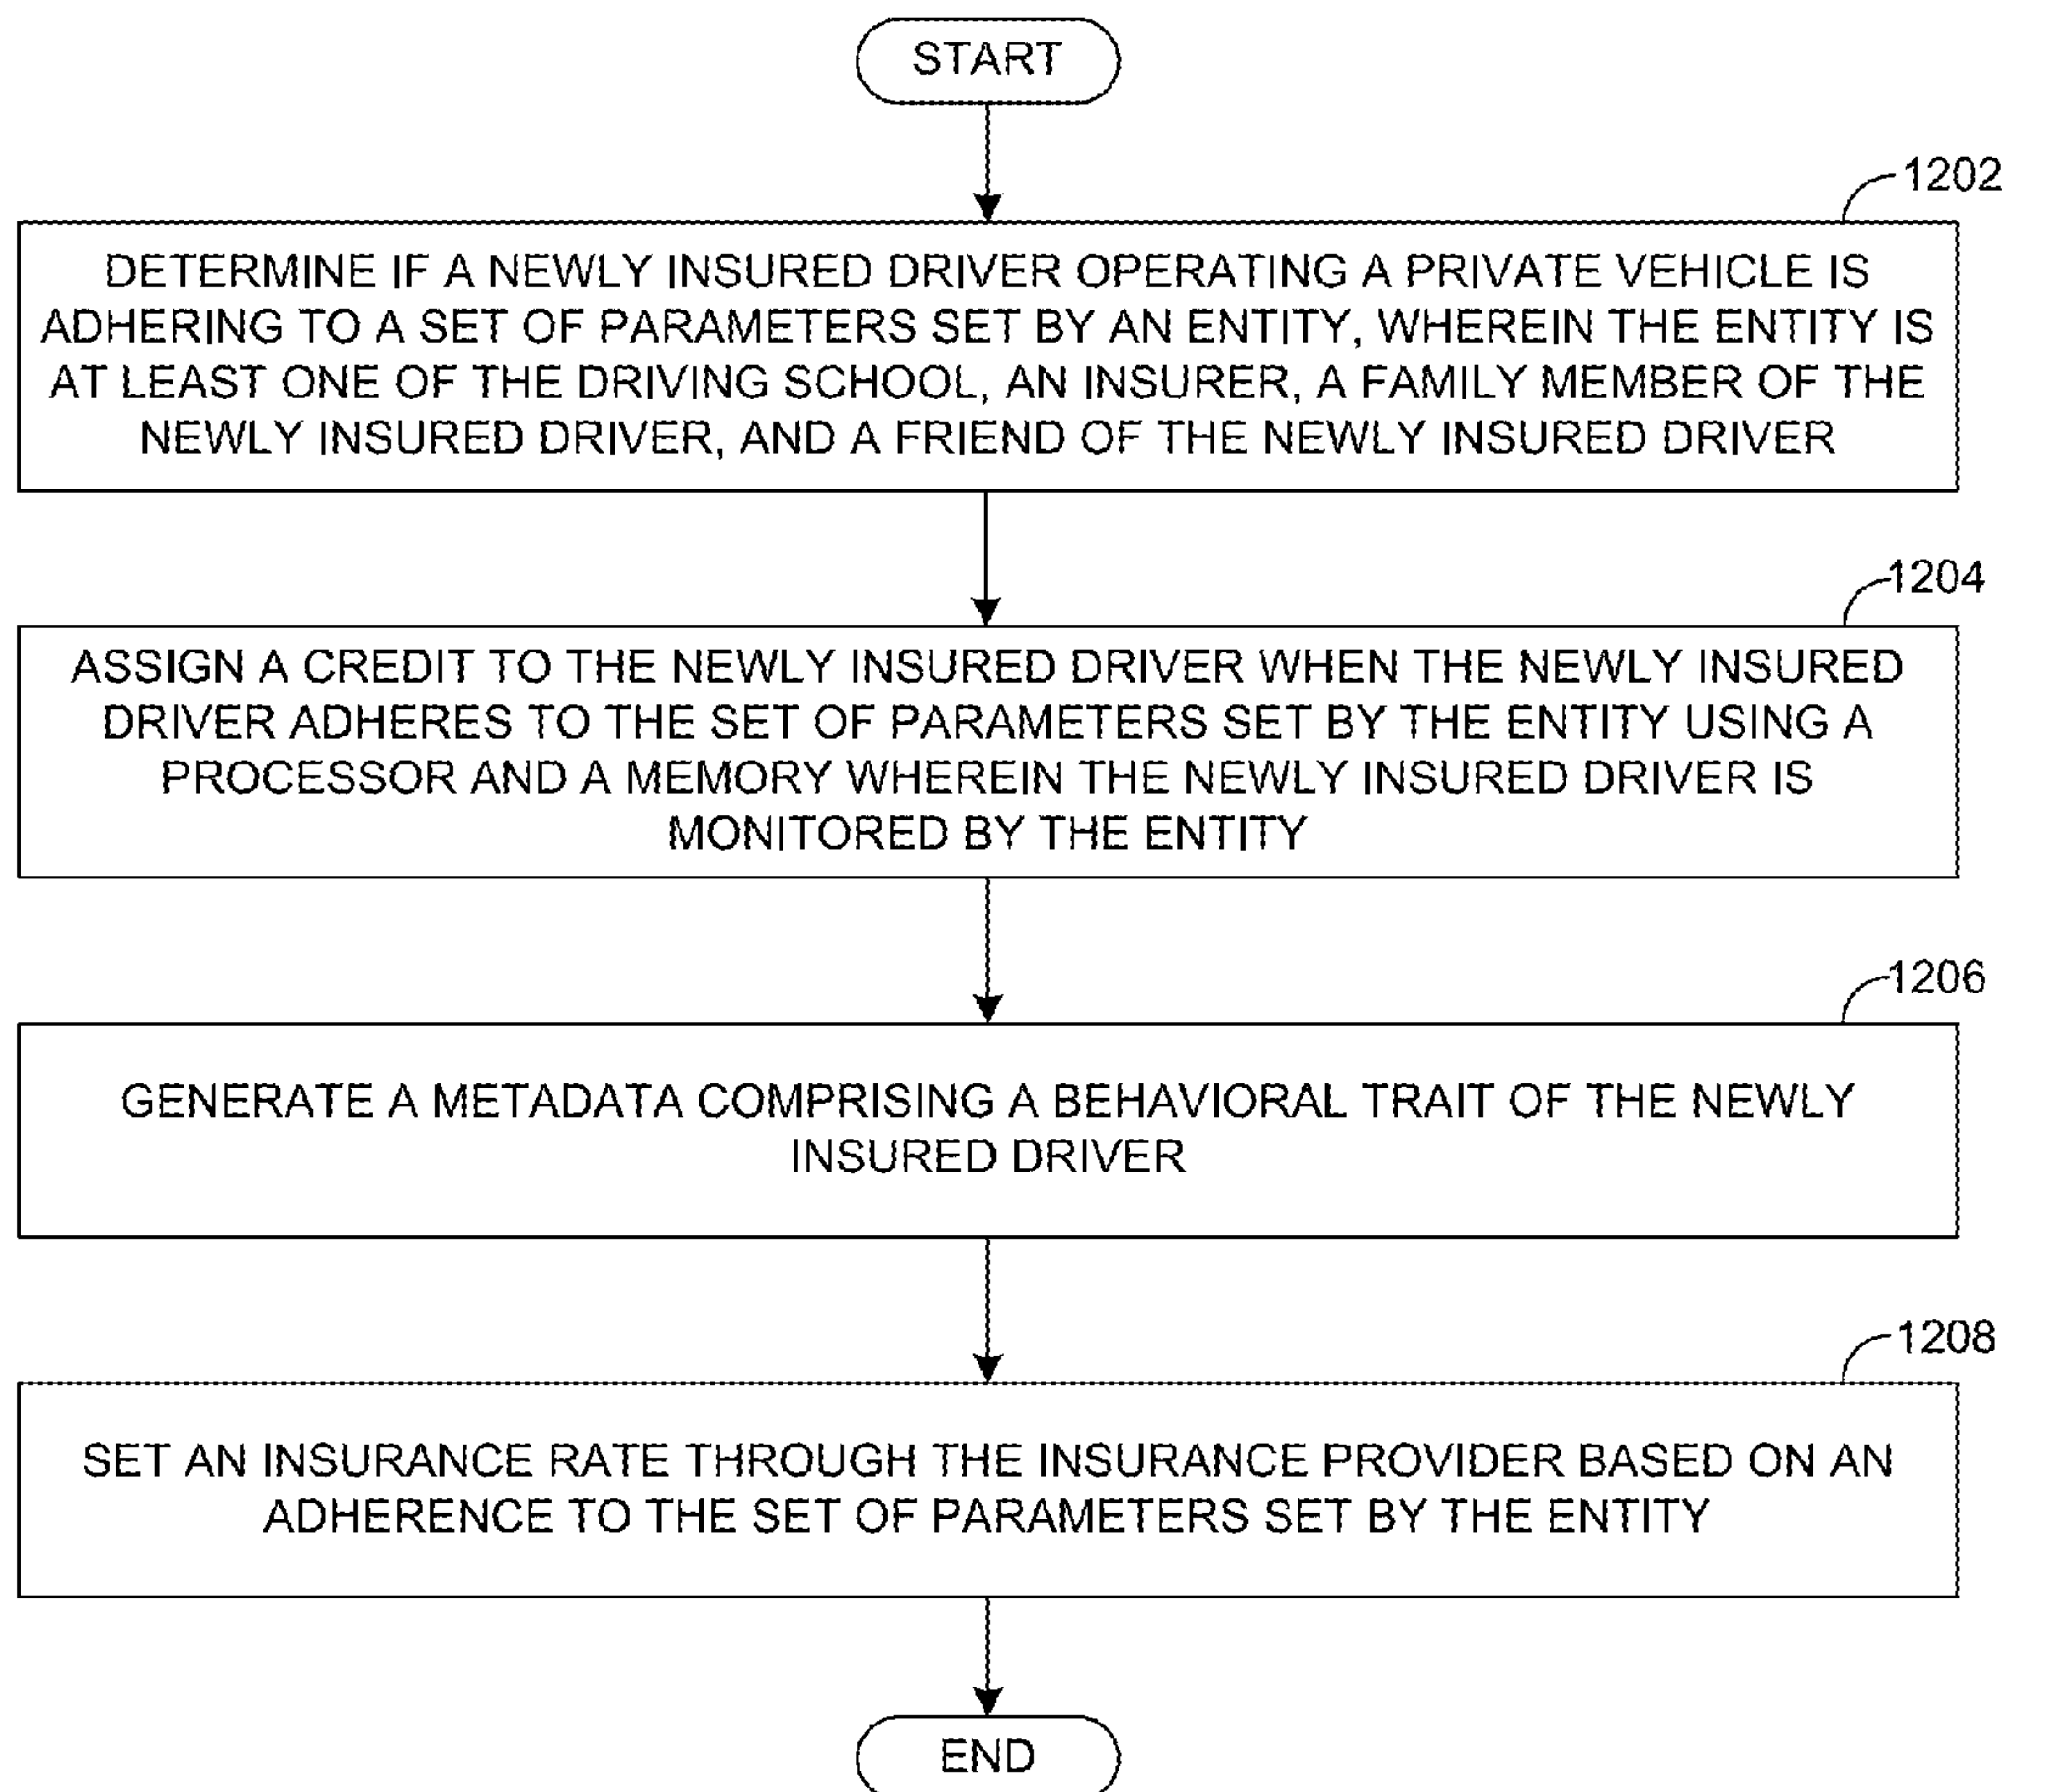 START
1202
DETERMINE IF A NEWLY INSURED DRIVER OPERATING A PRIVATE VEHICLE IS
ADHERING TO A SET OF PARAMETERS SET BY AN ENTITY, WHEREIN THE ENTITY IS
AT LEAST ONE OF THE DRIVING SCHOOL, AN INSURER, A FAMILY MEMBER OF THE
NEWLY INSURED DRIVER, AND A FRIEND OF THE NEWLY INSURED DRIVER
1204
ASSIGN A CREDIT TO THE NEWLY INSURED DRIVER WHEN THE NEWLY INSURED
DRIVER ADHERES TO THE SET OF PARAMETERS SET BY THE ENTITY USING A
PROCESSOR AND A MEMORY WHEREIN THE NEWLY INSURED DRIVER IS
MONITORED BY THE ENTITY
1206
GENERATE A METADATA COMPRISING A BEHAVIORAL TRAIT OF THE NEWLY
INSURED DRIVER
1208
SET AN INSURANCE RATE THROUGH THE INSURANCE PROVIDER BASED ON AN
ADHERENCE TO THE SET OF PARAMETERS SET BY THE ENTITY
END